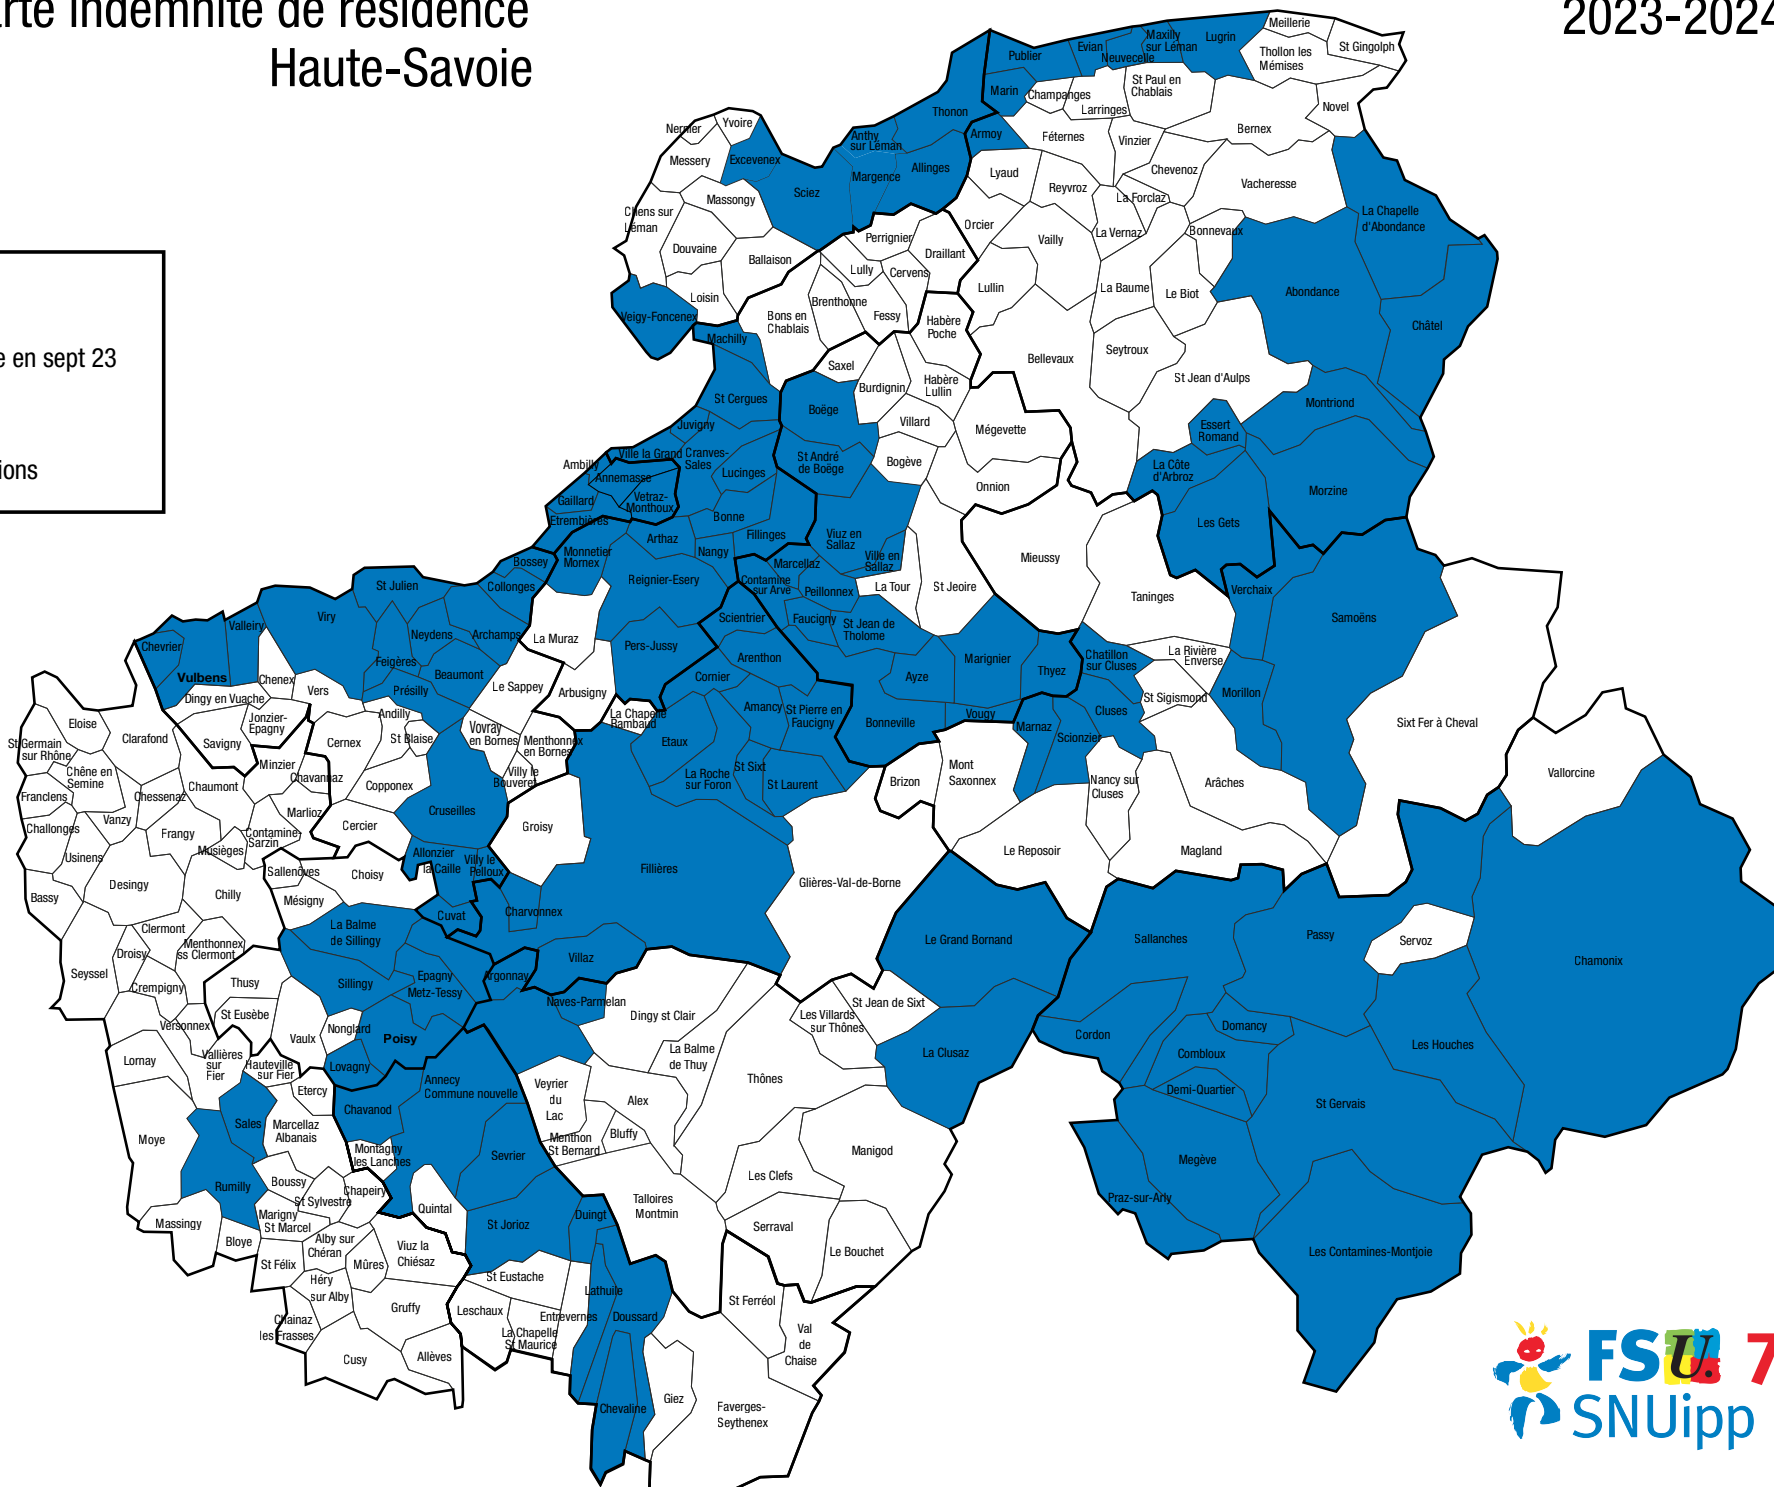 arte indemnité de résidence
Haute-Savoie
2023-2024
e en sept 23
ions
Meillerie
St Gingolph
Thollon les
Mémises
Lugrin
Maxilly
sur Léman
Neuvecelle
Evian
Publier
Marin
Champanges
Larringes
St Paul en
Chablais
Novel
Bernex
Thonon
Armoy
Féternes
Vinzier
Chevenoz
Vacheresse
Anthy
sur Léman
Margence
Allinges
Lyaud
Reyvroz
La Forclaz
Nernier
Yvoire
Excevenex
Messery
Sciez
Massongy
Chens sur
Léman
Douvaine
Ballaison
Loisin
Veigy-Foncenex
Machilly
Perrignier
Draillant
Orcier
Vailly
La Vernaz
Bonnevaux
La Chapelle
d'Abondance
Lully
Cervens
Brenthonne
Fessy
Bons en
Chablais
Habère
Poche
Lullin
La Baume
Le Biot
Abondance
Châtel
Bellevaux
Seytroux
St Jean d'Aulps
Saxel
Burdignin
Habère
Lullin
Villard
Mégevette
Montriond
Essert
Romand
La Côte
d'Arbroz
Morzine
Les Gets
St Cergues
Juvigny
Boëge
St André
de Boëge
Bogève
Onnion
Ville la Grand
Cranves-
Sales
Lucinges
Ambilly
Annemasse
Gaillard
Vetraz-
Monthoux
Etrembières
Bonne
Fillinges
Arthaz
Nangy
Viuz en
Sallaz
Ville en
Sallaz
Mieussy
Taninges
Verchaix
Samoëns
Bossey
Monnetier
Mornex
Collonges
Reignier-Esery
Marcellaz
Contamine
sur Arve
Peillonnex
La Tour
St Jeoire
St Julien
Viry
Valleiry
Neydens
Archamps
La Muraz
Scientrier
Faucigny
St Jean de
Tholome
Chevrier
Vulbens
Feigères
Beaumont
Pers-Jussy
Arenthon
Marignier
Thyez
Ayze
Chatillon
sur Cluses
La Rivière
Enverse
St Sigismond
Morillon
Chenex
Vers
Dingy en Vuache
Présilly
Le Sappey
Arbusigny
Cornier
Amancy
St Pierre en
Faucigny
Bonneville
Vougy
Marnaz
Scionzier
Cluses
Sixt Fer à Cheval
Eloise
Clarafond
Savigny
Jonzier-
Epagny
Andilly
St Blaise
Cernex
Vovray
en Bornes
Menthonnex
en Bornes
La Chapelle
Rambaud
Etaux
St Germain
sur Rhône
Chêne en
Semine
Minzier
Chavannaz
Copponex
Villy le
Bouveret
La Roche
sur Foron
St Sixt
St Laurent
Brizon
Mont
Saxonnex
Nancy sur
Cluses
Arâches
Vallorcine
Franclens
Chessenaz
Chaumont
Marlioz
Cruseilles
Challonges
Vanzy
Frangy
Contamine-
Sarzin
Cercier
Groisy
Usinens
Musièges
Sallenôves
Choisy
Allonzier
la Caille
Villy le
Pelloux
Fillières
Glières-Val-de-Borne
Le Reposoir
Magland
Bassy
Desingy
Chilly
Mésigny
Cuvat
Charvonnex
Clermont
La Balme
de Sillingy
Droisy
Menthonnex
ss Clermont
Villaz
Le Grand Bornand
Sallanches
Passy
Servoz
Chamonix
Seyssel
Crempigny
Thusy
Sillingy
Epagny
Metz-Tessy
Argonnay
Naves-Parmelan
Dingy st Clair
St Jean de Sixt
Les Villards
sur Thônes
Versonnex
St Eusèbe
Vaulx
Nonglard
Poisy
Cordon
Domancy
Combloux
Les Houches
Lornay
Vallières
sur
Fier
Hauteville
sur Fier
Lovagny
La Balme
de Thuy
La Clusaz
Etercy
Annecy
Commune nouvelle
Veyrier
du
Lac
Alex
Thônes
Demi-Quartier
St Gervais
Chavanod
Moye
Sales
Marcellaz
Albanais
Montagny
les Lanches
Sevrier
Menthon
St Bernard
Bluffy
Manigod
Megève
Rumilly
Boussy
St Sylvestre
Chapeiry
Les Clefs
Praz-sur-Arly
Massingy
Marigny
St Marcel
Quintal
St Jorioz
Duingt
Talloires
Montmin
Serraval
Bloye
Alby sur
Chéran
Viuz la
Chiésaz
Le Bouchet
Les Contamines-Montjoie
St Félix
Mûres
Héry
sur Alby
St Eustache
Lathuile
Chainaz
les Frasses
Gruffy
Leschaux
Entrevernes
Doussard
St Ferréol
La Chapelle
St Maurice
Val
de
Chaise
Cusy
Allèves
Chevaline
Giez
Faverges-
Seythenex
FSU. 7
SNUipp